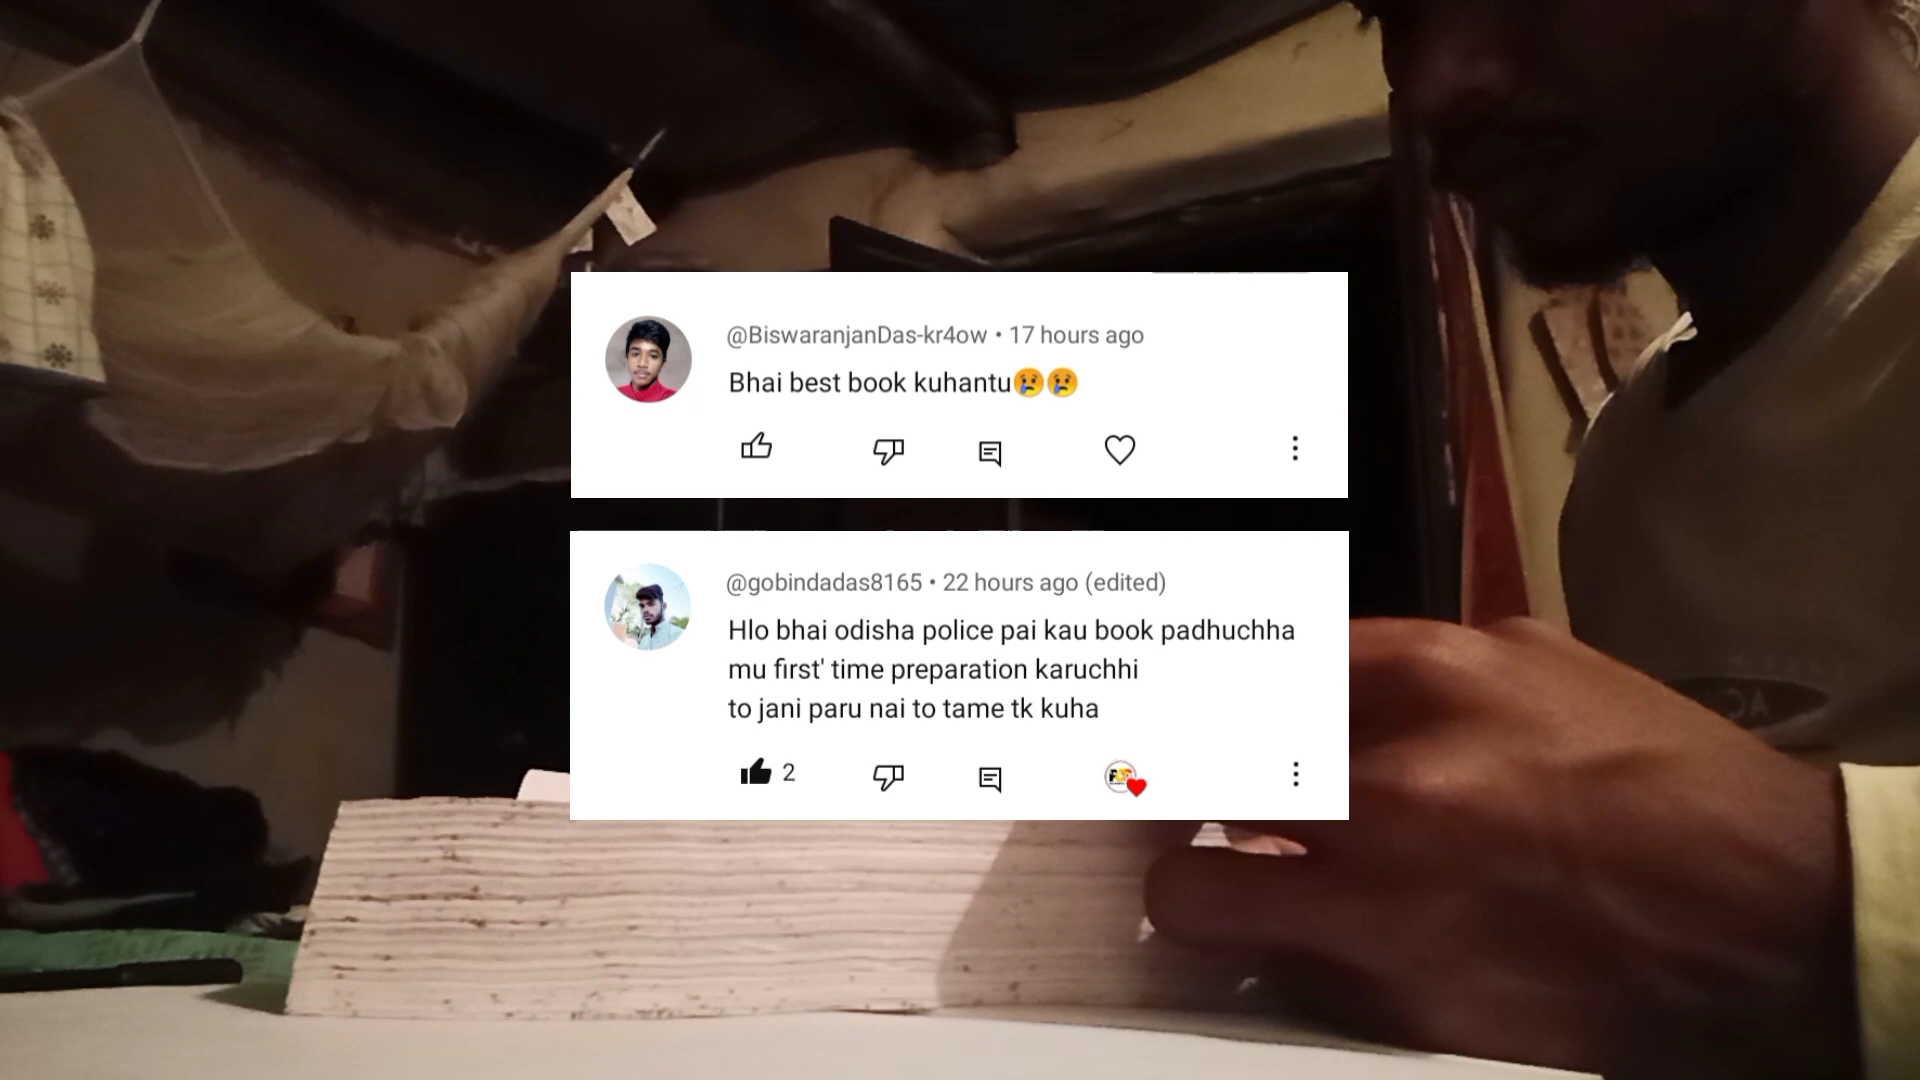 @BiswaranjanDas-kr4ow • 17 hours ago
Bhai best book kuhantu😢😢
@gobindadas8165 • 22 hours ago (edited)
Hlo bhai odisha police pai kau book padhuchha
mu first' time preparation karuchhi
to jani paru nai to tame tk kuha
2